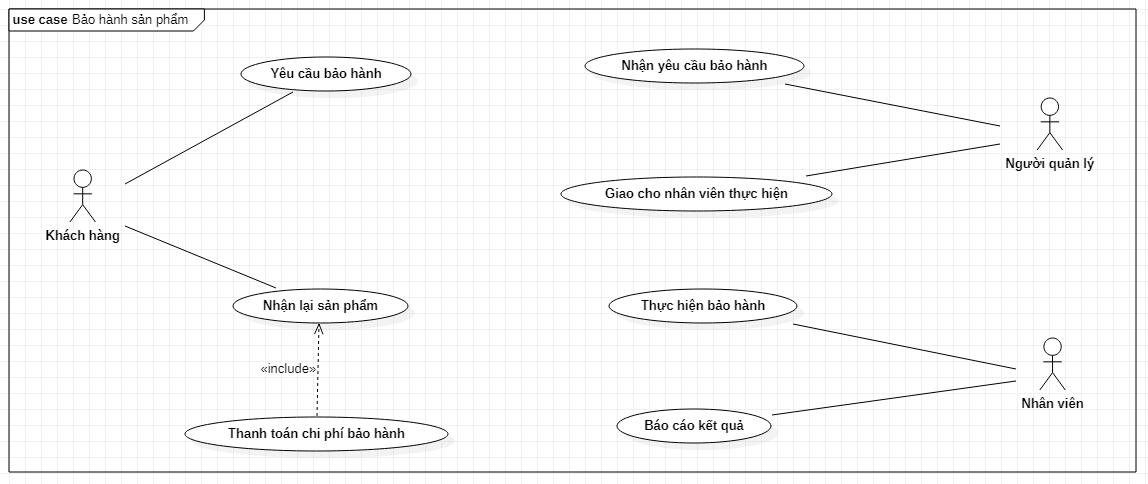 use case Bảo hành sản phẩm
Yêu cầu bảo hành
Nhận yêu cầu bảo hành
Người quản lý
Giao cho nhân viên thực hiện
Khách hàng
Nhận lại sản phẩm
Thực hiện bảo hành
«include»
Nhân viên
Báo cáo kết quả
Thanh toán chi phí bảo hành